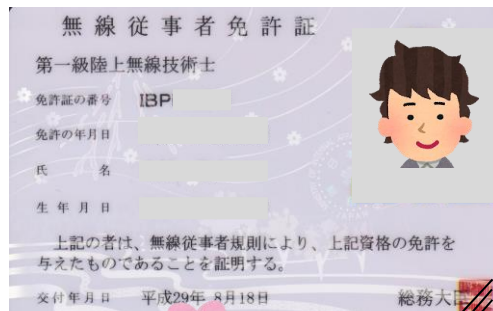 無線従事者免許証
第一級陸上無線技術士
免許証の番号 IBP
免許の年月日
氏 名
生年月日
上記の者は、無線従事者規則により、上記資格の免許を
与えたものであることを証明する。
交付年月日 平成29年 8月18日 総務大臣